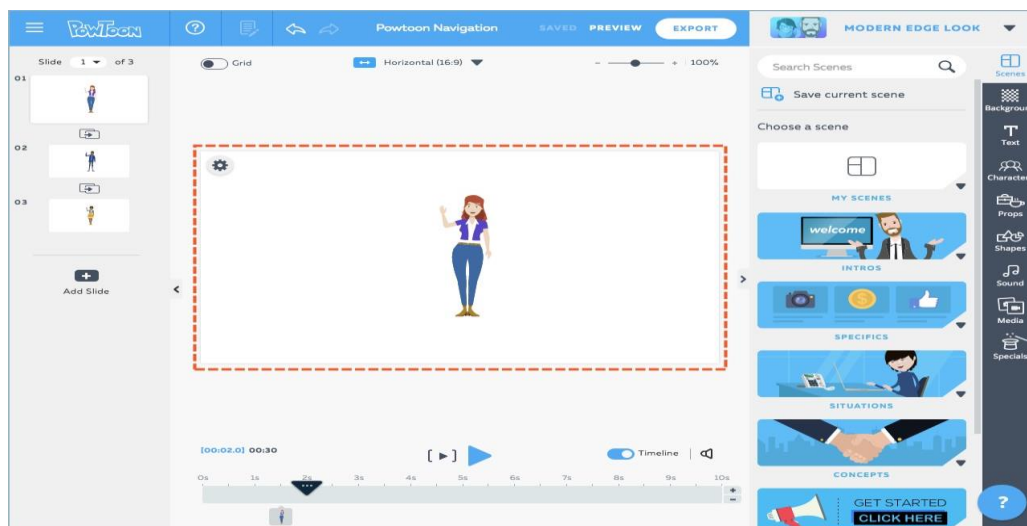 POWTOON
?
Powtoon Navigation
SAVED
PREVIEW
EXPORT
MODERN EDGE LOOK
Slide 1 of 3
Grid
Horizontal (16:9)
- + 100%
Search Scenes
Save current scene
Choose a scene
01
02
03
Add Slide
MY SCENES
welcome
INTROS
SPECIFICS
SITUATIONS
CONCEPTS
GET STARTED
CLICK HERE
Scenes
Backgroun
Text
Character
Props
Shapes
Sound
Media
Specials
[00:02.0] 00:30
Timeline
0s 1s 2s 3s 4s 5s 6s 7s 8s 9s 10s
+
-
?